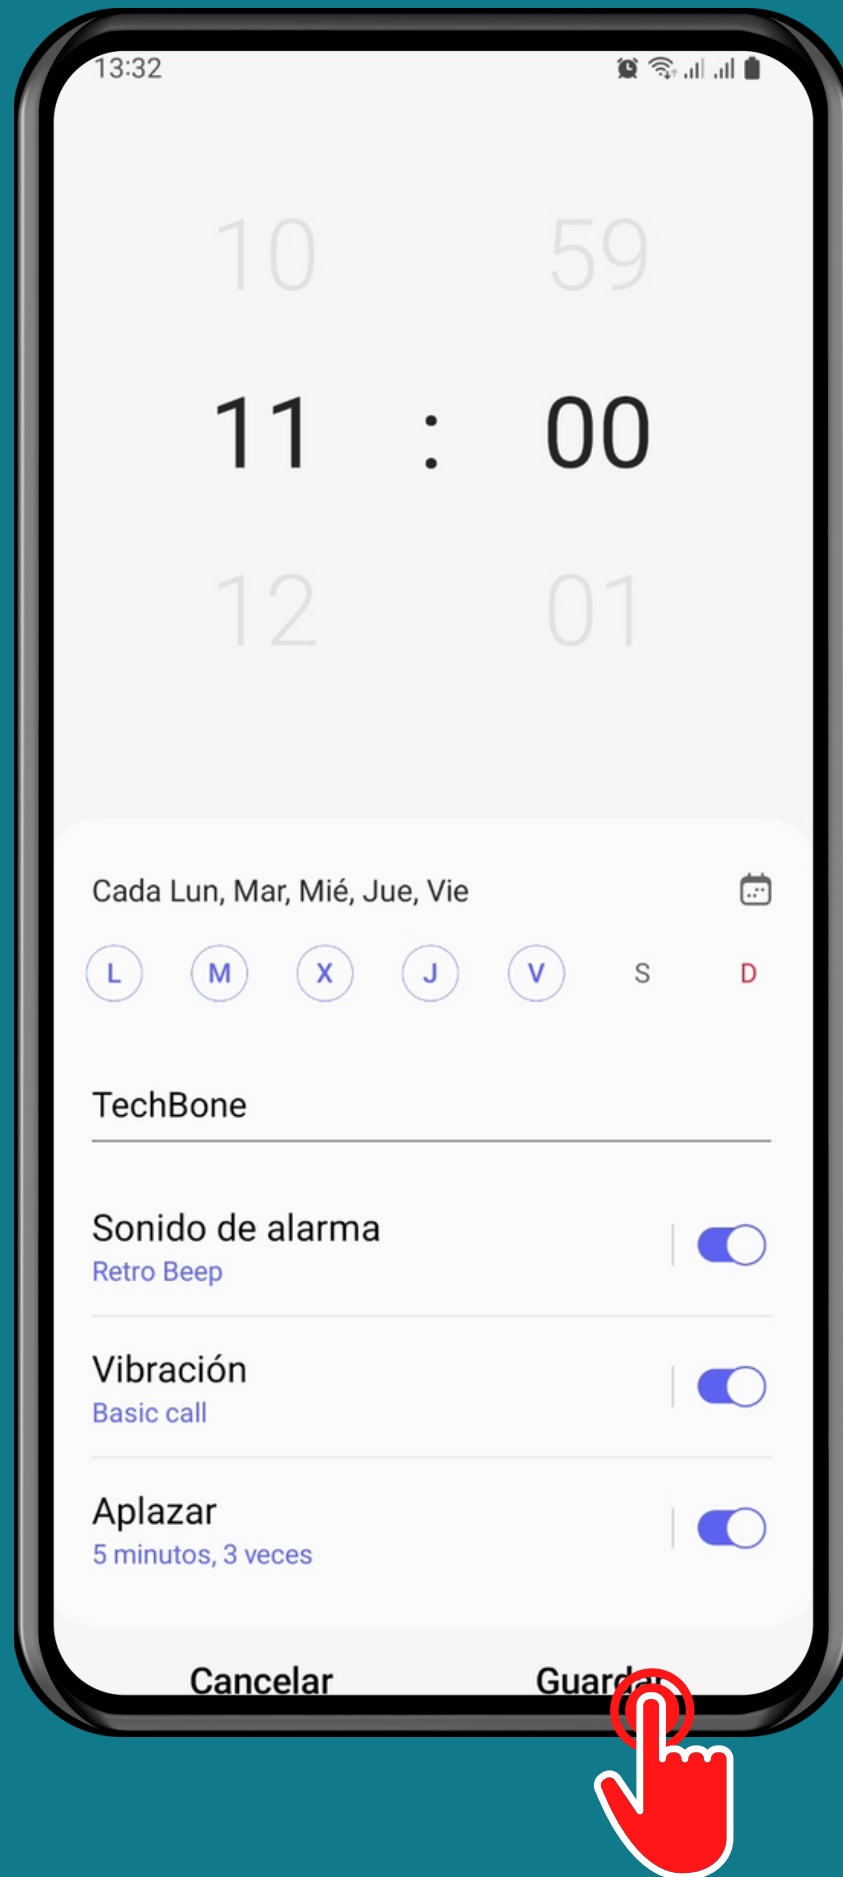 13:32
10 59
11 : 00
12 01
Cada Lun, Mar, Mié, Jue, Vie
L M X J V S D
TechBone
Sonido de alarma
Retro Beep
Vibración
Basic call
Aplazar
5 minutos, 3 veces
Cancelar Guardar